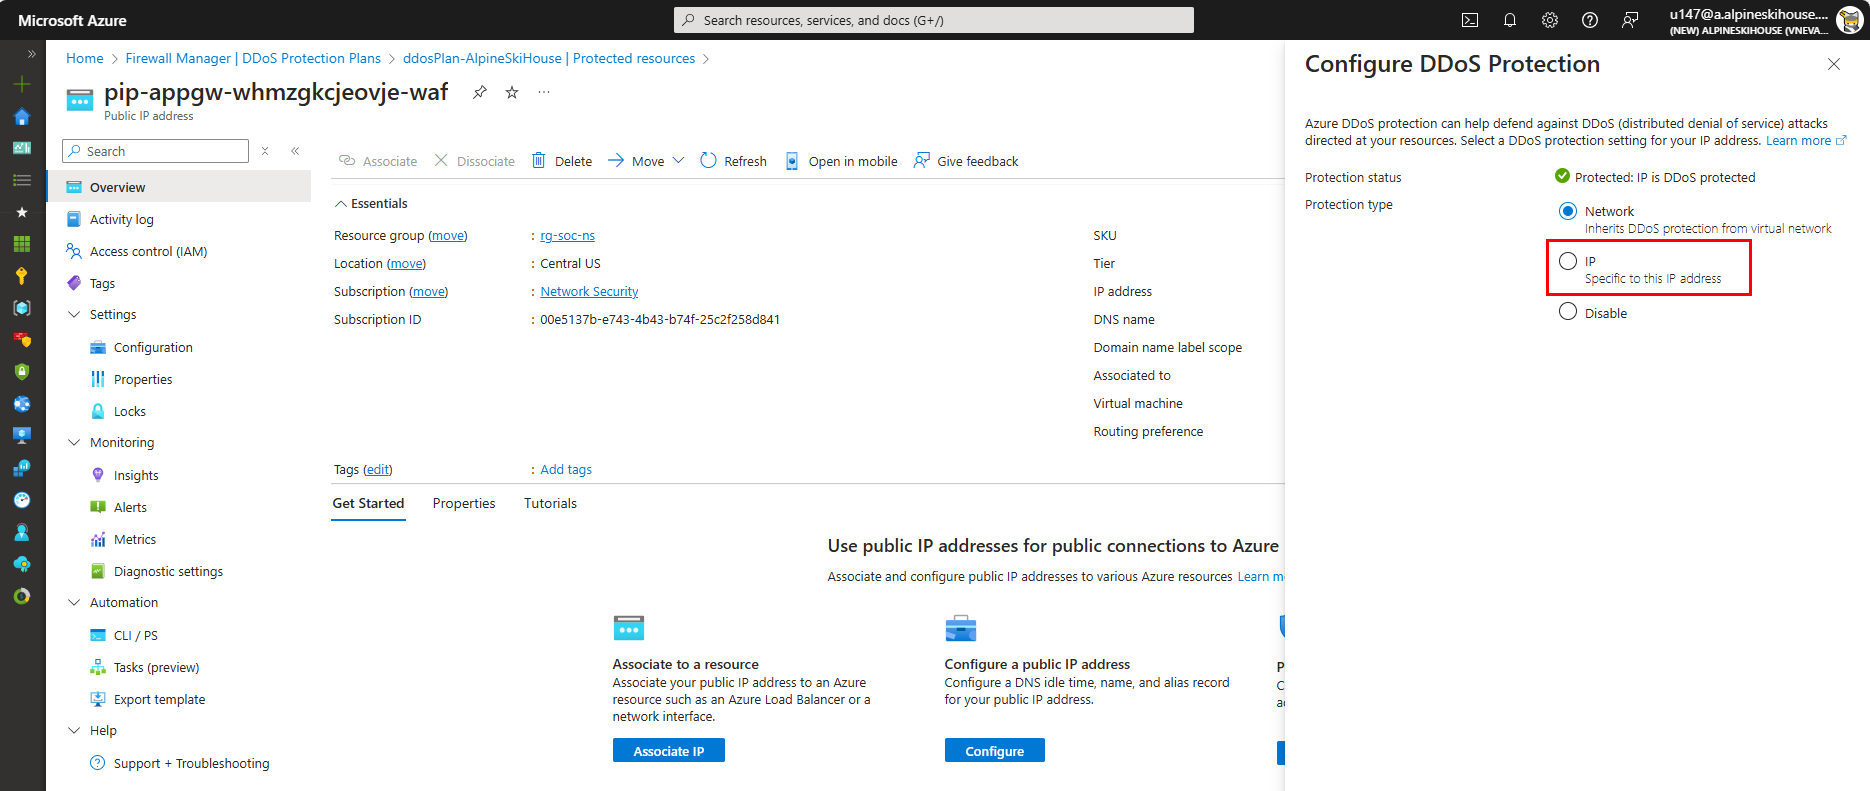 Microsoft Azure
Search resources, services, and docs (G+/)
u147@a.alpineskihouse....
(NEW) ALPINESKIHOUSE (VNEVA...
Home > Firewall Manager | DDoS Protection Plans > ddosPlan-AlpineSkiHouse | Protected resources >
pip-appgw-whmzgkcjeovje-waf
Public IP address
Search
Overview
Activity log
Access control (IAM)
Tags
Settings
Configuration
Properties
Locks
Monitoring
Insights
Alerts
Metrics
Diagnostic settings
Automation
CLI / PS
Tasks (preview)
Export template
Help
Support + Troubleshooting
Associate Dissociate Delete Move Refresh Open in mobile Give feedback
Essentials
Resource group (move) : rg-soc-ns
Location (move) : Central US
Subscription (move) : Network Security
Subscription ID : 00e5137b-e743-4b43-b74f-25c2f258d841
SKU
Tier
IP address
DNS name
Domain name label scope
Associated to
Virtual machine
Routing preference
Tags (edit) : Add tags
Get Started Properties Tutorials
Use public IP addresses for public connections to Azure
Associate and configure public IP addresses to various Azure resources Learn m
Associate to a resource
Associate your public IP address to an Azure
resource such as an Azure Load Balancer or a
network interface.
Associate IP
Configure a public IP address
Configure a DNS idle time, name, and alias record
for your public IP address.
Configure
P
C
a
Configure DDoS Protection
Azure DDoS protection can help defend against DDoS (distributed denial of service) attacks
directed at your resources. Select a DDoS protection setting for your IP address. Learn more
Protection status Protected: IP is DDoS protected
Protection type
Network
Inherits DDoS protection from virtual network
IP
Specific to this IP address
Disable